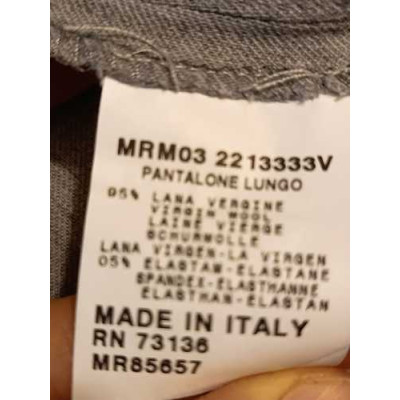 MRM03 2213333V
PANTALONE LUNGO
95% LANA VERGINE
VIRGIN WOOL
LAINE VIERGE
SCHURWOLLE
LANA VIRGEN-LA VIRGEN
05% ELASTAM-ELASTANE
SPANDEX-ELASTHANNE
ELASTHAN-ELASTAN
MADE IN ITALY
RN 73136
MR85657